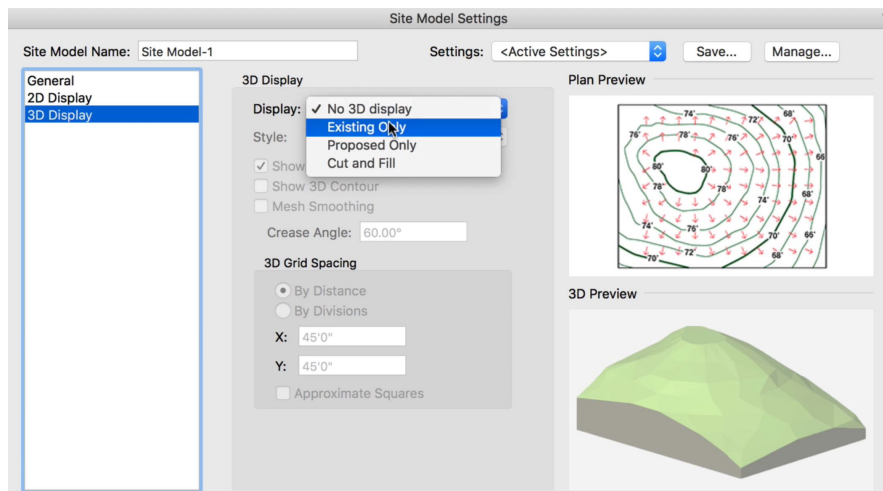 Site Model Settings
Site Model Name: Site Model-1 Settings: <Active Settings> Save... Manage...
General
2D Display
3D Display
3D Display
Display: ✓ No 3D display
Existing Only
Proposed Only
Cut and Fill
Style:
Show
Show 3D Contour
Mesh Smoothing
Crease Angle: 60.00°
3D Grid Spacing
By Distance
By Divisions
X: 45'0"
Y: 45'0"
Approximate Squares
Plan Preview
74' 72' 68'
76' 78' 76' 70'
66
80' 80'
78' 78' 68'
74'
74' 76' 70' 66'
70' 72' 68'
3D Preview